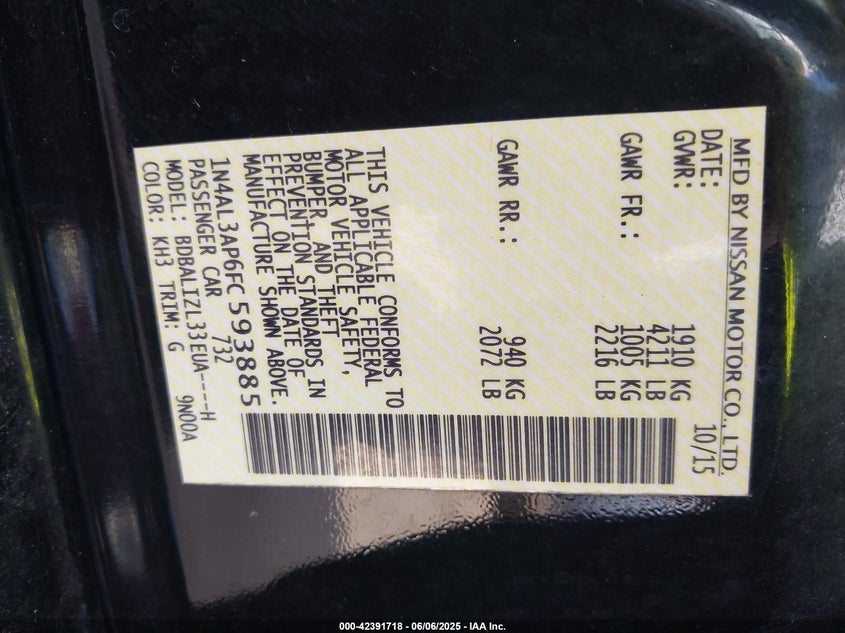 MFD BY NISSAN MOTOR CO., LTD.
DATE: 10/15
GVWR: 1910 KG
4211 LB
GAWR FR.: 1005 KG
2216 LB
GAWR RR.: 940 KG
2072 LB
THIS VEHICLE CONFORMS TO
ALL APPLICABLE FEDERAL
MOTOR VEHICLE SAFETY,
BUMPER, AND THEFT
PREVENTION STANDARDS IN
EFFECT ON THE DATE OF
MANUFACTURE SHOWN ABOVE.
1N4AL3AP6FC593885
PASSENGER CAR 732
MODEL: BDBALIZL33EUA----H
COLOR: KH3 TRIM: G 9N00A
000-42391718 - 06/06/2025 - IAA Inc.